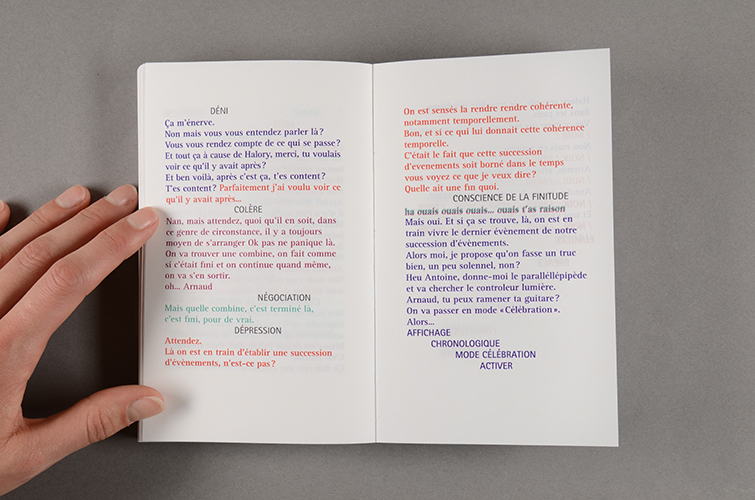 DÉNI
Ça m'énerve.
Non mais vous vous entendez parler là ?
Vous vous rendez compte de ce qui se passe ?
Et tout ça à cause de Halory, merci, tu voulais
voir ce qu'il y avait après ?
Et ben voilà, après c'est ça, t'es content ?
T'es content ? Parfaitement j'ai voulu voir ce
qu'il y avait après...
COLÈRE
Nan, mais attendez, quoi qu'il en soit, dans
ce genre de circonstance, il y a toujours
moyen de s'arranger Ok pas ne panique là.
On va trouver une combine, on fait comme
si c'était fini et on continue quand même,
on va s'en sortir.
oh... Arnaud
NÉGOCIATION
Mais quelle combine, c'est terminé là,
c'est fini, pour de vrai.
DÉPRESSION
Attendez.
Là on est en train d'établir une succession
d'évènements, n'est-ce pas ?
On est sensés la rendre rendre cohérente,
notamment temporellement.
Bon, et si ce qui lui donnait cette cohérence
temporelle.
C'était le fait que cette succession
d'evenements soit borné dans le temps
vous voyez ce que je veux dire ?
Quelle ait une fin quoi.
CONSCIENCE DE LA FINITUDE
ha ouais ouais ouais... ouais t'as raison
Mais oui. Et si ça se trouve, là, on est en
train vivre le dernier évènement de notre
succession d'évènements.
Alors moi, je propose qu'on fasse un truc
bien, un peu solennel, non ?
Heu Antoine, donne-moi le parallélépipède
et va chercher le controleur lumière.
Arnaud, tu peux ramener ta guitare ?
On va passer en mode « Célébration ».
Alors...
AFFICHAGE
CHRONOLOGIQUE
MODE CÉLÉBRATION
ACTIVER